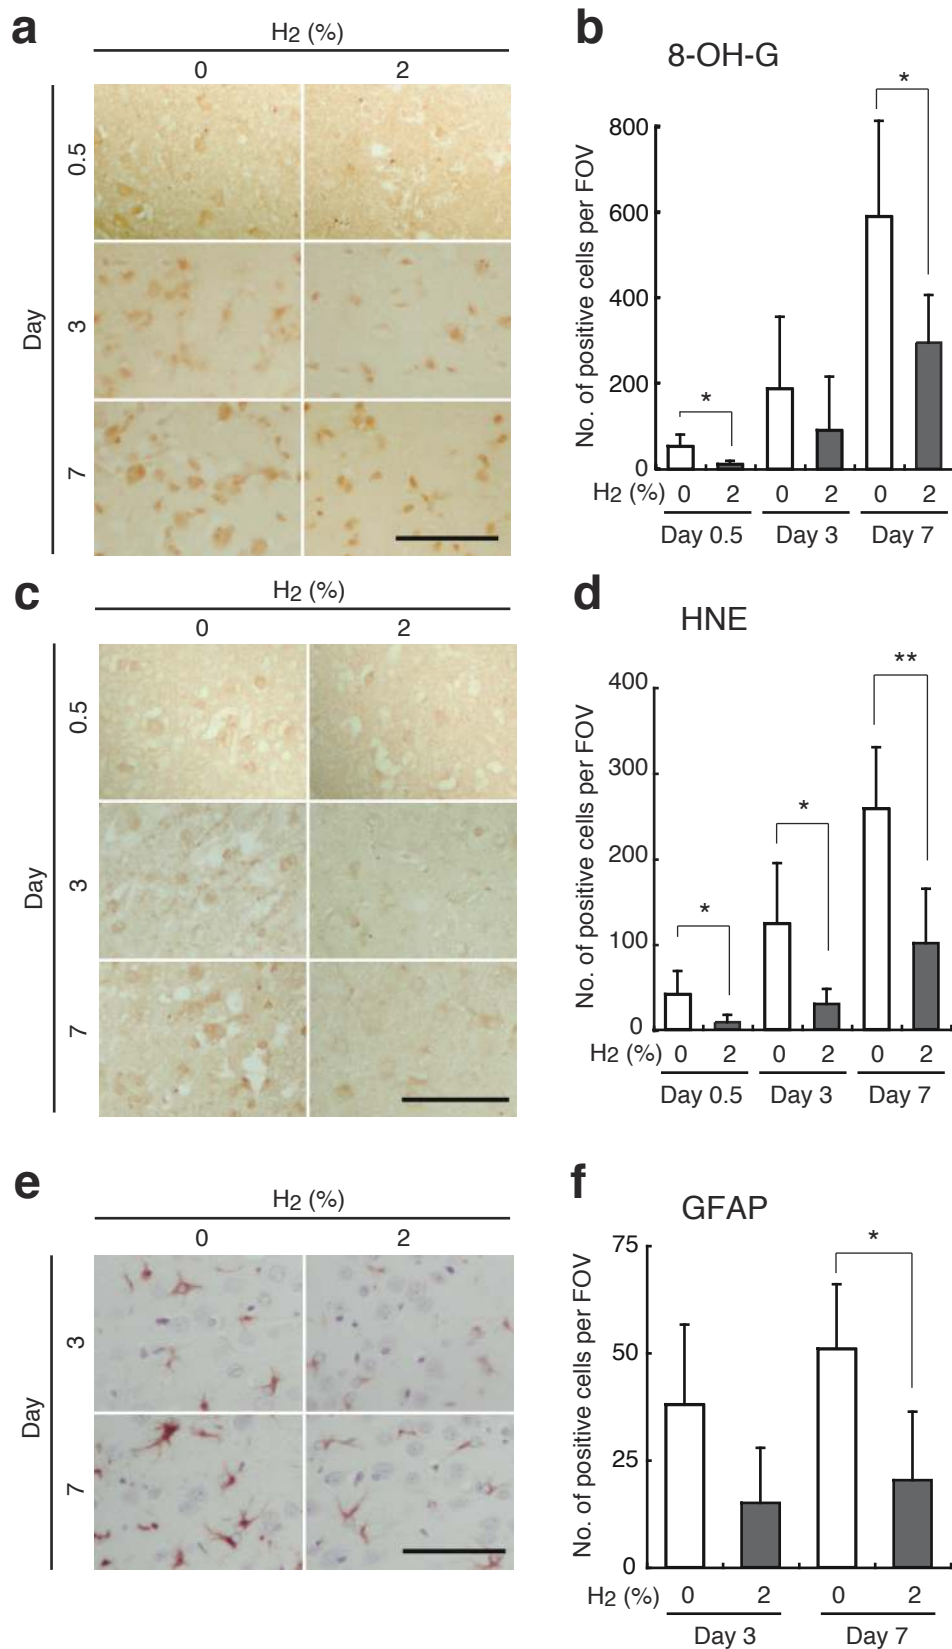 a
H2 (%)
0 2
Day
0.5
3
7
b
8-OH-G
No. of positive cells per FOV
800
600
400
200
0
*
*
H2 (%) 0 2 0 2 0 2
Day 0.5 Day 3 Day 7
c
H2 (%)
0 2
Day
0.5
3
7
d
HNE
No. of positive cells per FOV
400
300
200
100
0
*
*
**
H2 (%) 0 2 0 2 0 2
Day 0.5 Day 3 Day 7
e
H2 (%)
0 2
Day
3
7
f
GFAP
No. of positive cells per FOV
75
50
25
0
*
H2 (%) 0 2 0 2
Day 3 Day 7